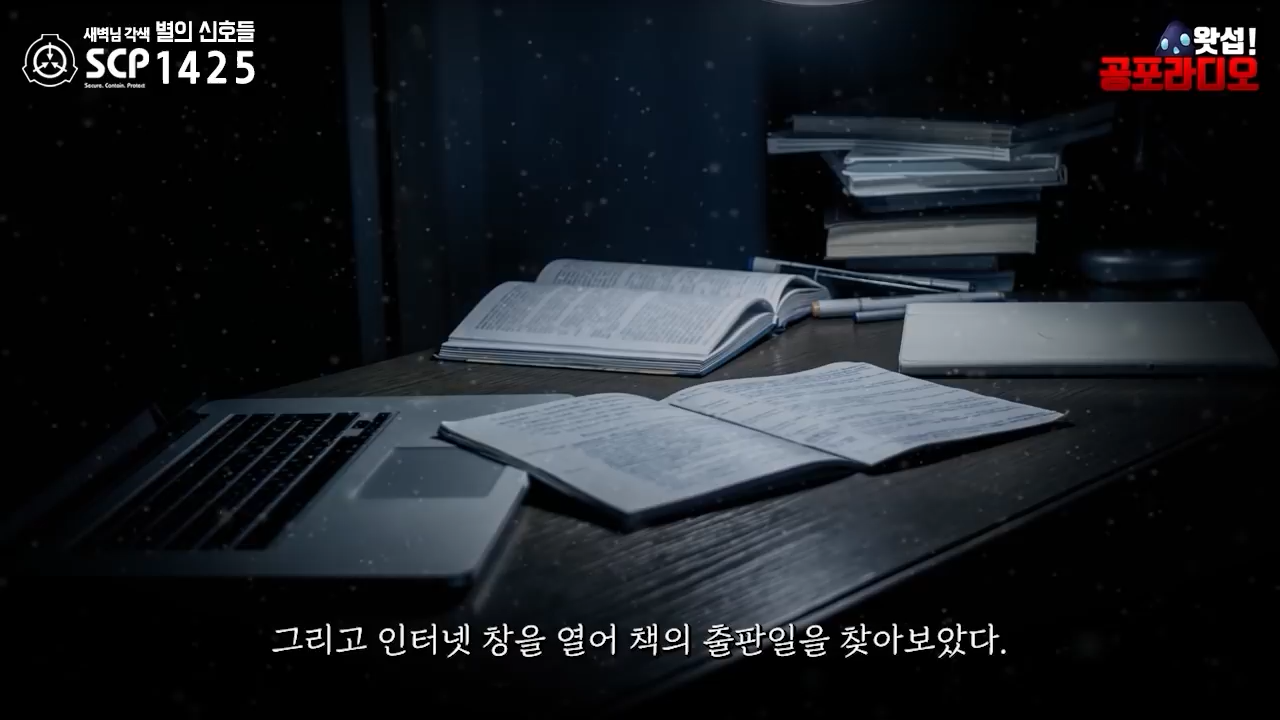 새벽님 각색 별의 신호들
SCP 1425
Secure. Contain. Protect
왓섭!
공포라디오
그리고 인터넷 창을 열어 책의 출판일을 찾아보았다.